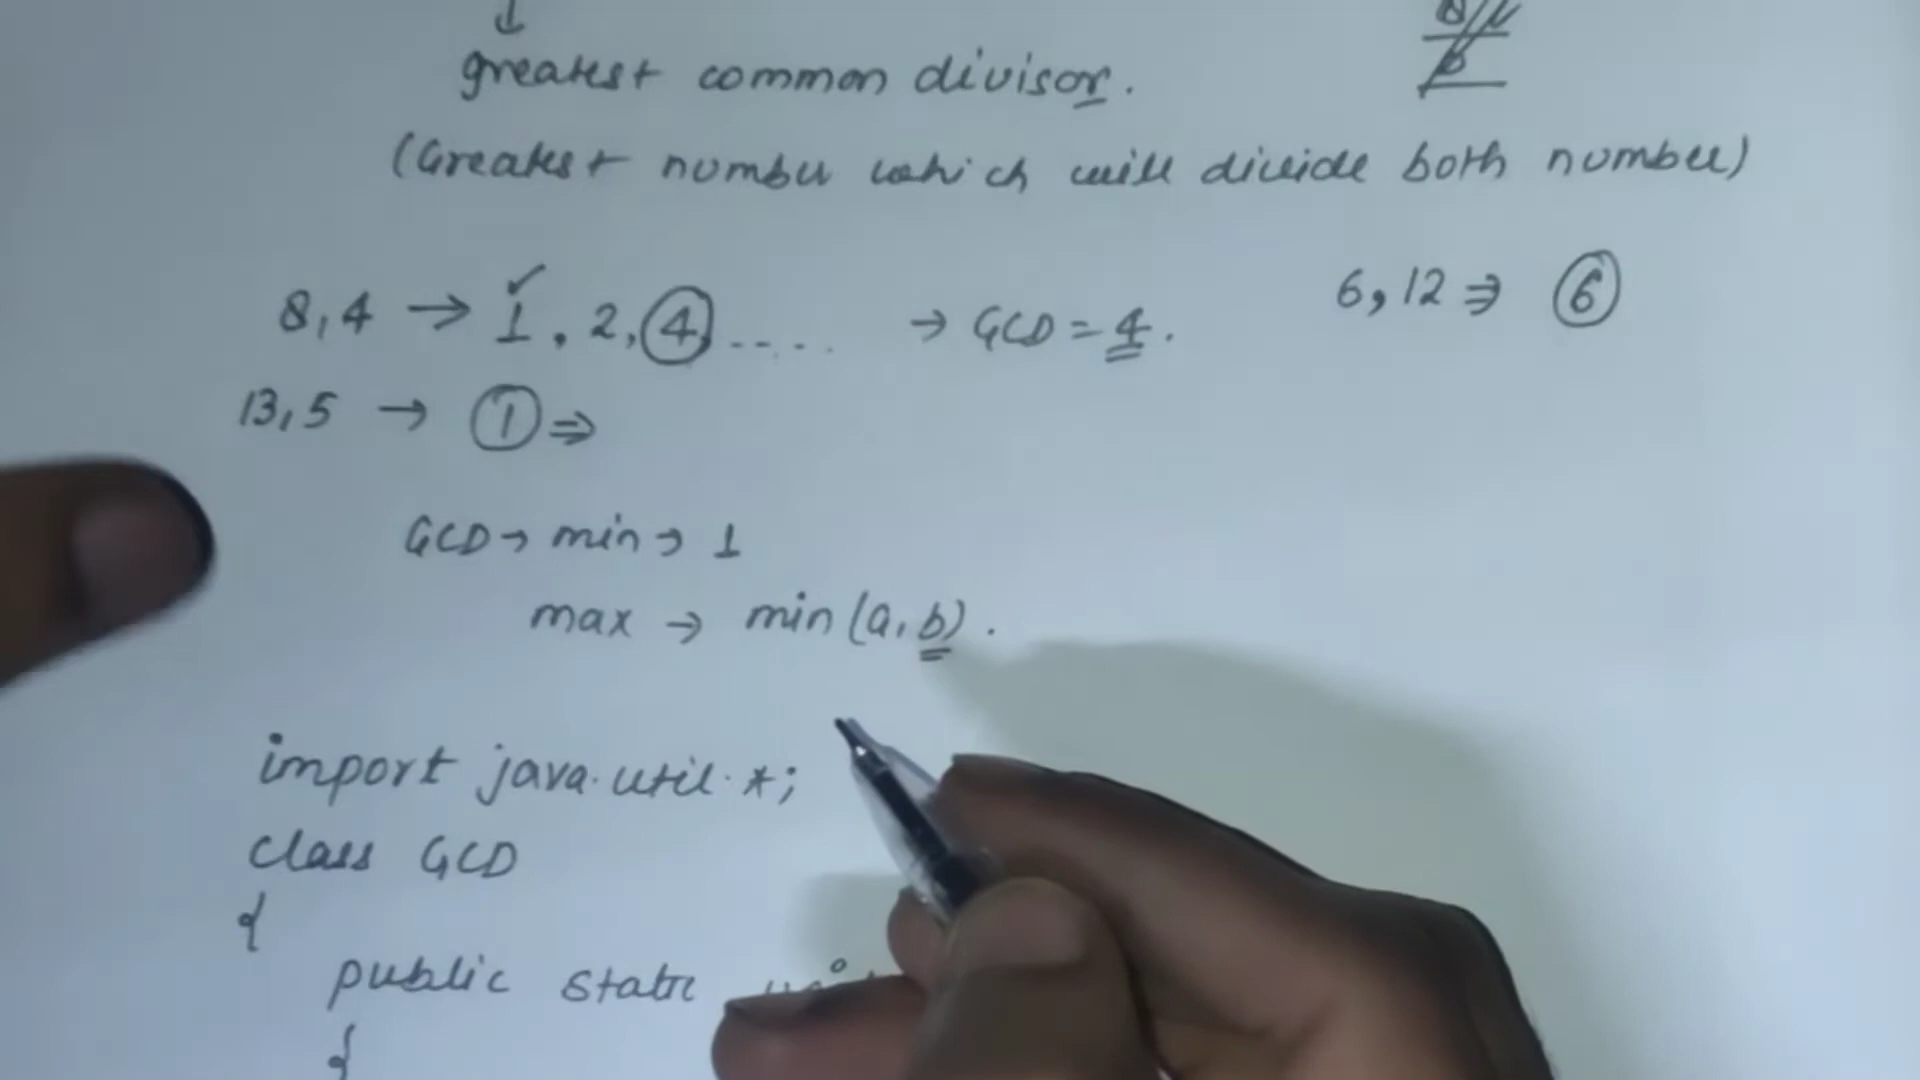 greatest common divisor.
(Greatest number which will divide both number)
8,4 → 1, 2, 4 ..... → GCD = 4.
6,12 ⇒ 6
13,5 → 1 ⇒
GCD → min → 1
max → min (a, b).
import java.util.*;
class GCD
{
public static
{